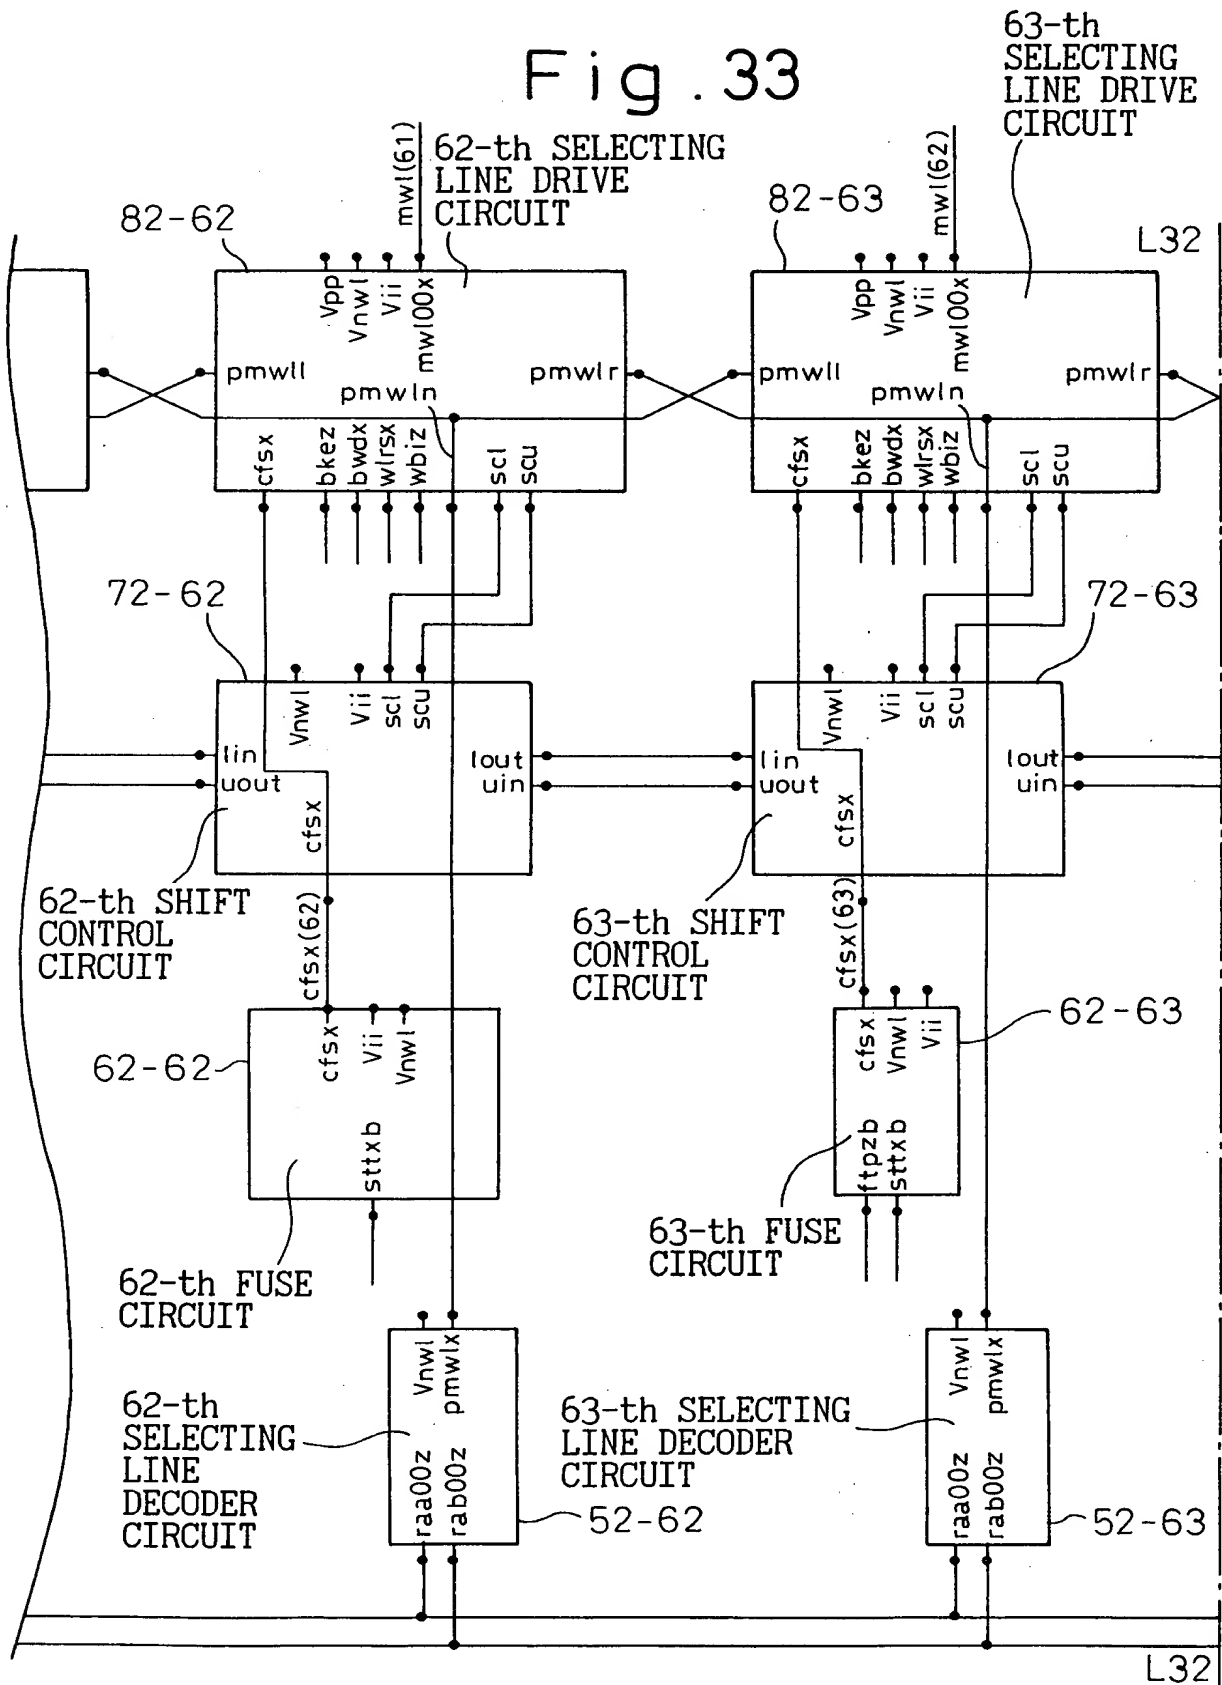 Fig. 33
63-th
SELECTING
LINE DRIVE
CIRCUIT
62-th SELECTING
LINE DRIVE
CIRCUIT
mwl(61)
mwl(62)
82-62
82-63
L32
Vpp
Vnwl
Vii
mwl00x
pmwll
pmwlr
pmwln
cfsx
bkez
bwdx
wlrsx
wbiz
scl
scu
Vpp
Vnwl
Vii
mwl00x
pmwll
pmwlr
pmwln
cfsx
bkez
bwdx
wlrsx
wbiz
scl
scu
72-62
72-63
Vnwl
Vii
scl
scu
lin
uout
lout
uin
cfsx
Vnwl
Vii
scl
scu
lin
uout
lout
uin
cfsx
62-th SHIFT
CONTROL
CIRCUIT
cfsx(62)
63-th SHIFT
CONTROL
CIRCUIT
cfsx(63)
62-62
cfsx
Vii
Vnwl
sttxb
62-63
cfsx
Vnwl
Vii
ftpzb
sttxb
62-th FUSE
CIRCUIT
63-th FUSE
CIRCUIT
62-th
SELECTING
LINE
DECODER
CIRCUIT
Vnwl
pmwlx
raa00z
rab00z
52-62
63-th SELECTING
LINE DECODER
CIRCUIT
Vnwl
pmwlx
raa00z
rab00z
52-63
L32